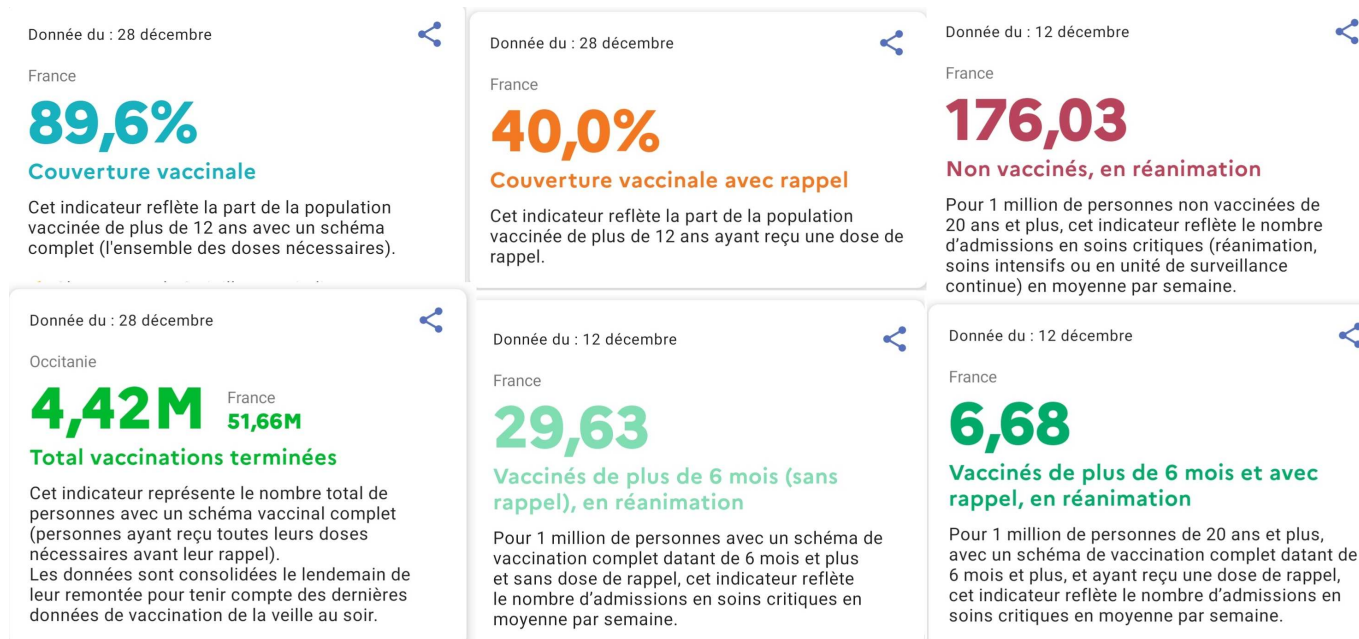 Donnée du : 28 décembre
France
89,6%
Couverture vaccinale
Cet indicateur reflète la part de la population
vaccinée de plus de 12 ans avec un schéma
complet (l'ensemble des doses nécessaires).
Donnée du : 28 décembre
France
40,0%
Couverture vaccinale avec rappel
Cet indicateur reflète la part de la population
vaccinée de plus de 12 ans ayant reçu une dose de
rappel.
Donnée du : 12 décembre
France
176,03
Non vaccinés, en réanimation
Pour 1 million de personnes non vaccinées de
20 ans et plus, cet indicateur reflète le nombre
d’admissions en soins critiques (réanimation,
soins intensifs ou en unité de surveillance
continue) en moyenne par semaine.
Donnée du : 28 décembre
Occitanie
4,42M
France
51,66M
Total vaccinations terminées
Cet indicateur représente le nombre total de
personnes avec un schéma vaccinal complet
(personnes ayant reçu toutes leurs doses
nécessaires avant leur rappel).
Les données sont consolidées le lendemain de
leur remontée pour tenir compte des dernières
données de vaccination de la veille au soir.
Donnée du : 12 décembre
France
29,63
Vaccinés de plus de 6 mois (sans
rappel), en réanimation
Pour 1 million de personnes avec un schéma de
vaccination complet datant de 6 mois et plus
et sans dose de rappel, cet indicateur reflète
le nombre d’admissions en soins critiques en
moyenne par semaine.
Donnée du : 12 décembre
France
6,68
Vaccinés de plus de 6 mois et avec
rappel, en réanimation
Pour 1 million de personnes de 20 ans et plus,
avec un schéma de vaccination complet datant de
6 mois et plus, et ayant reçu une dose de rappel,
cet indicateur reflète le nombre d’admissions en
soins critiques en moyenne par semaine.